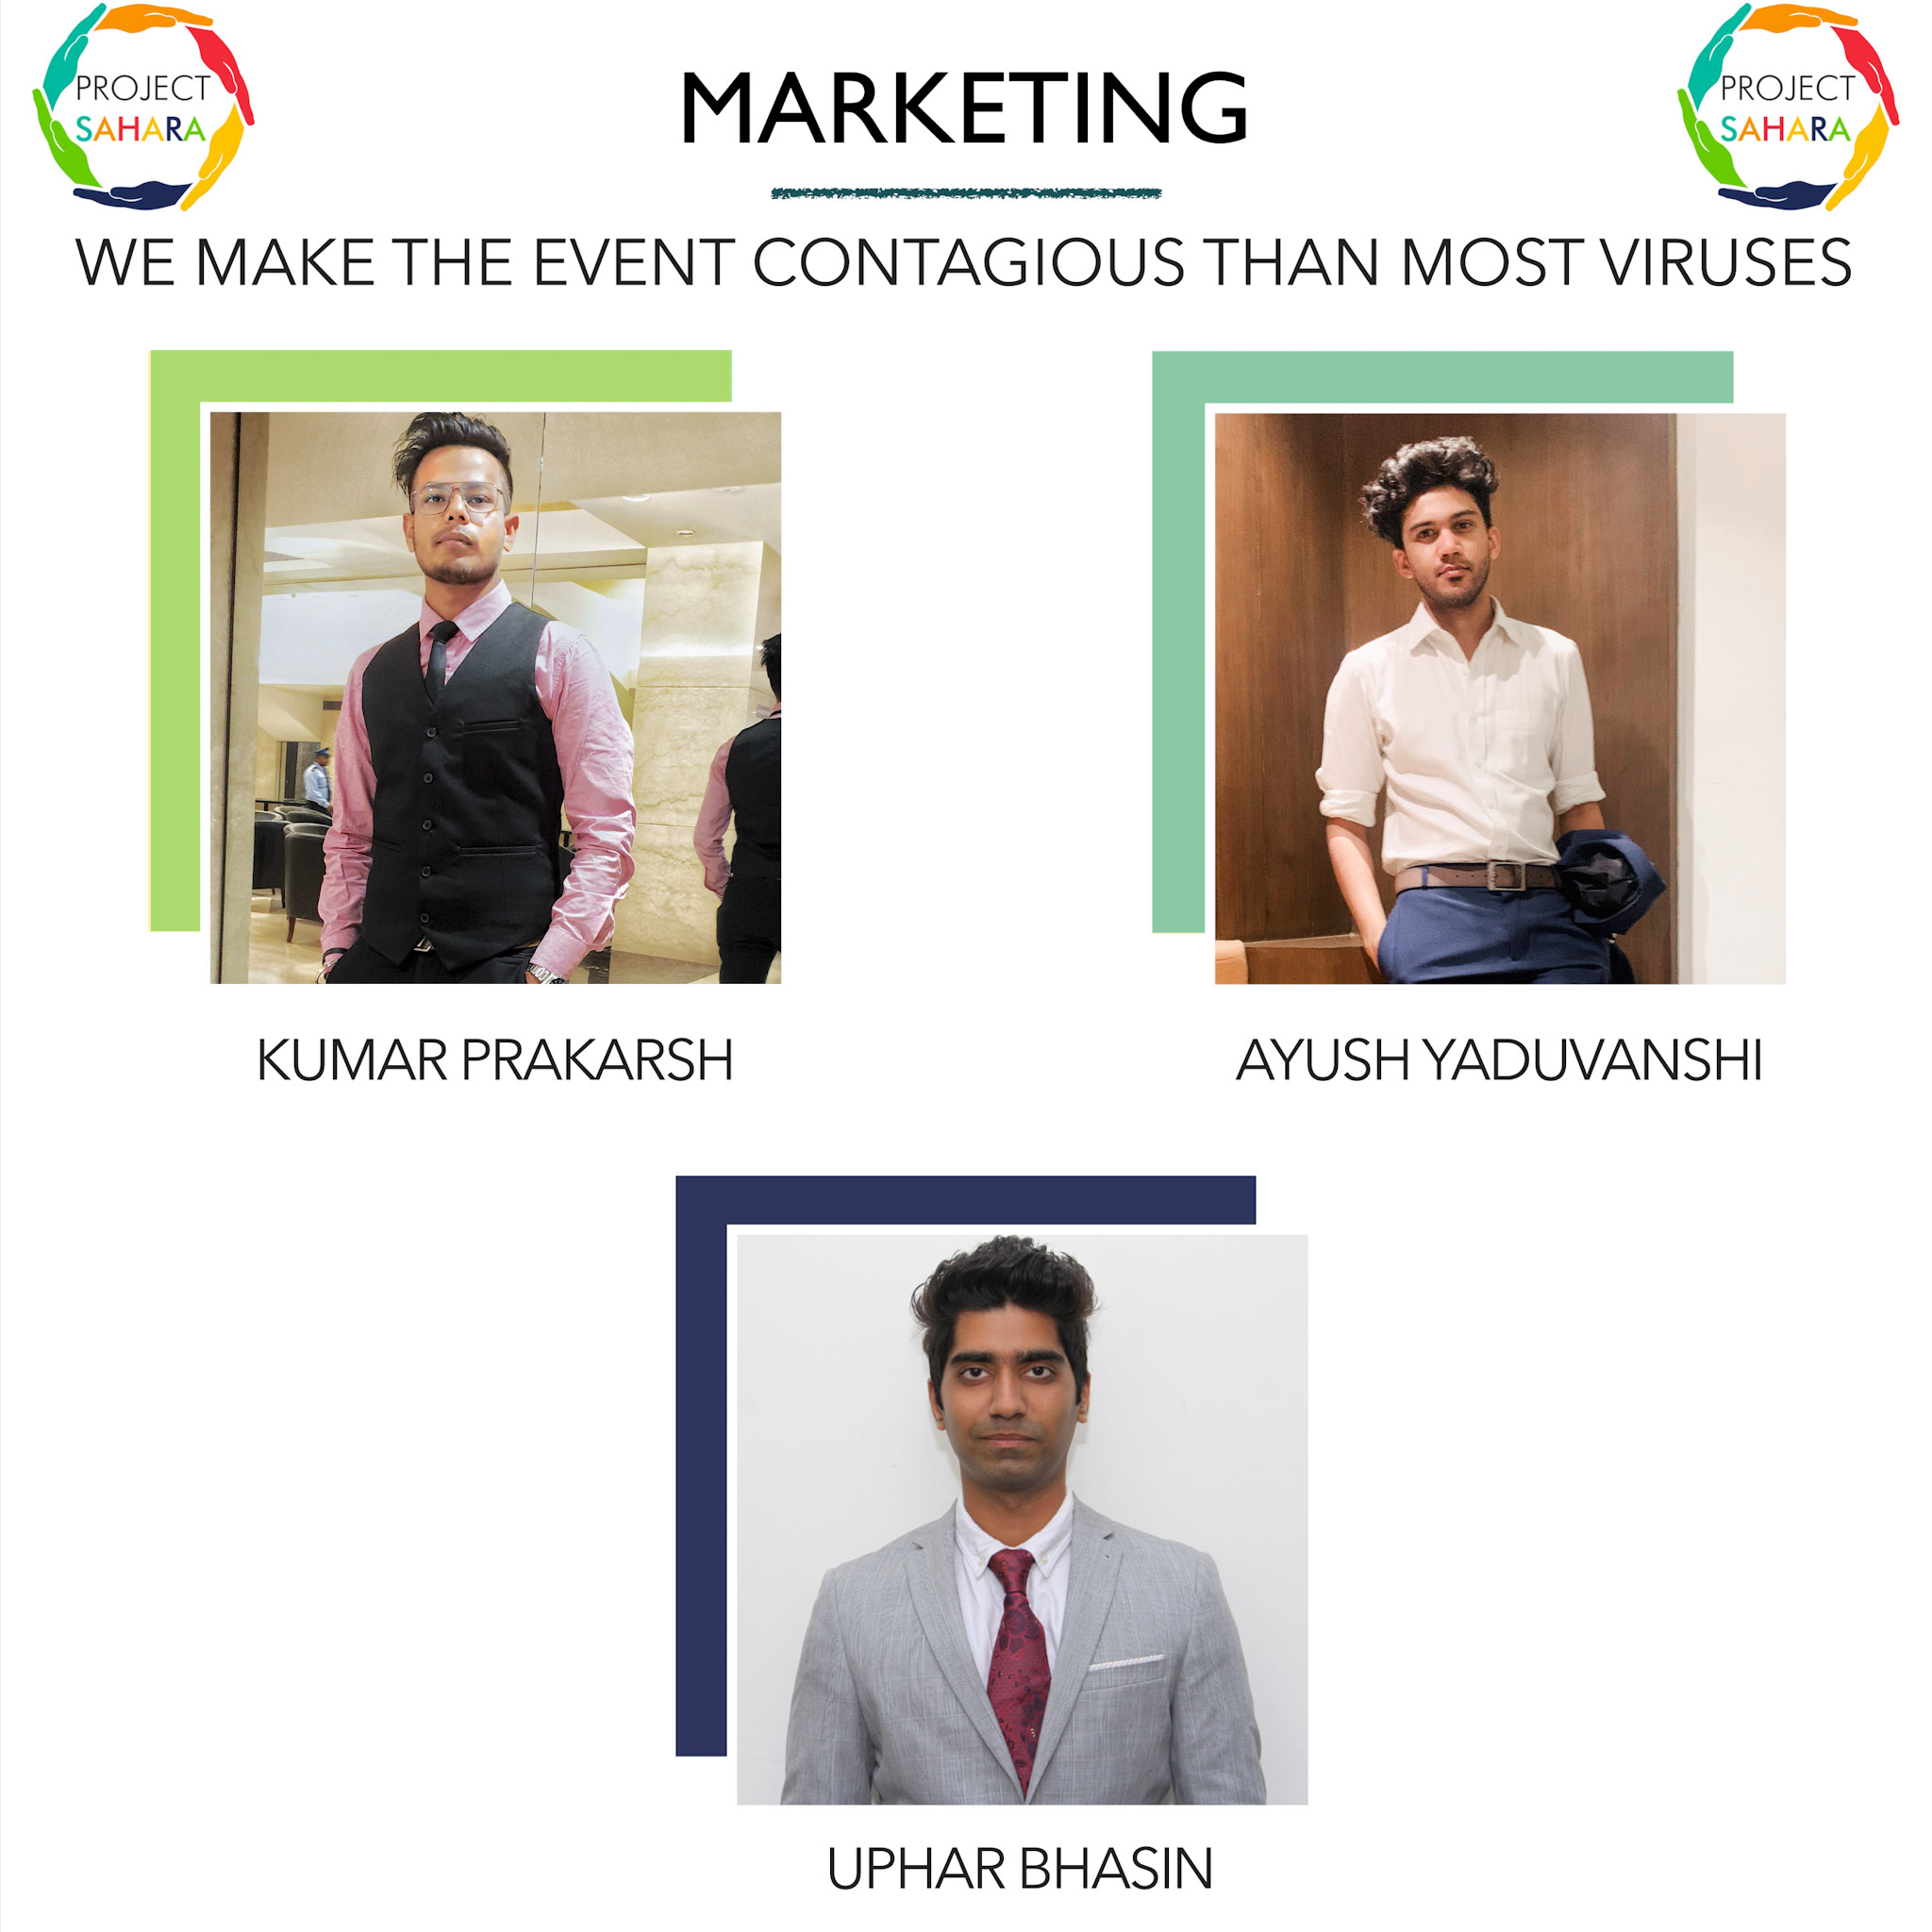 PROJECT
SAHARA
MARKETING
PROJECT
SAHARA
WE MAKE THE EVENT CONTAGIOUS THAN MOST VIRUSES
KUMAR PRAKARSH
AYUSH YADUVANSHI
UPHAR BHASIN